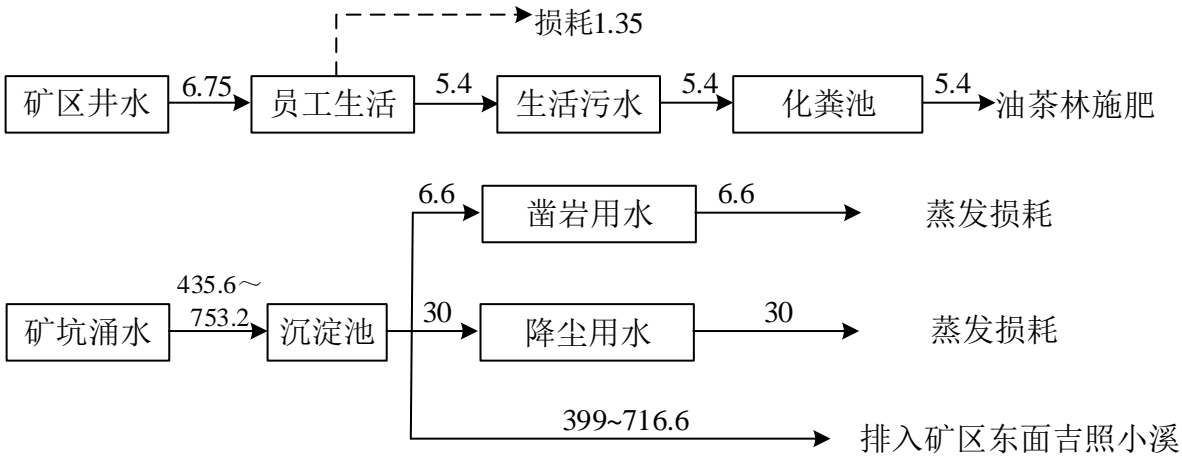 损耗1.35
矿区井水
6.75
员工生活
5.4
生活污水
5.4
化粪池
5.4
油茶林施肥
6.6
凿岩用水
6.6
蒸发损耗
矿坑涌水
435.6～
753.2
沉淀池
30
降尘用水
30
蒸发损耗
399~716.6
排入矿区东面吉照小溪